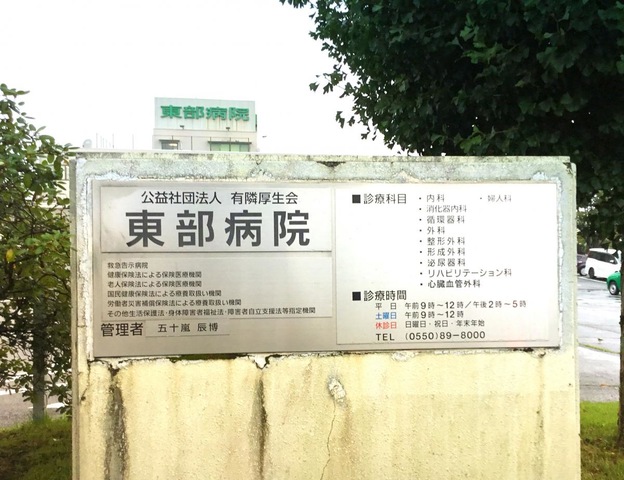 東部病院
公益社団法人 有隣厚生会
東部病院
救急告示病院
健康保険法による保険医療機関
老人保険法による保険医療機関
国民健康保険法による療養取扱い機関
労働者災害補償保険法による療養取扱い機関
その他生活保護法・身体障害者福祉法・障害者自立支援法等指定機関
管理者 五十嵐 辰博
■診療科目
・内科 ・婦人科
・消化器内科
・循環器科
・外科
・整形外科
・形成外科
・泌尿器科
・リハビリテーション科
・心臓血管外科
■診療時間
平 日 午前9時〜12時/午後2時〜5時
土曜日 午前9時〜12時
休診日 日曜日・祝日・年末年始
TEL (0550)89-8000